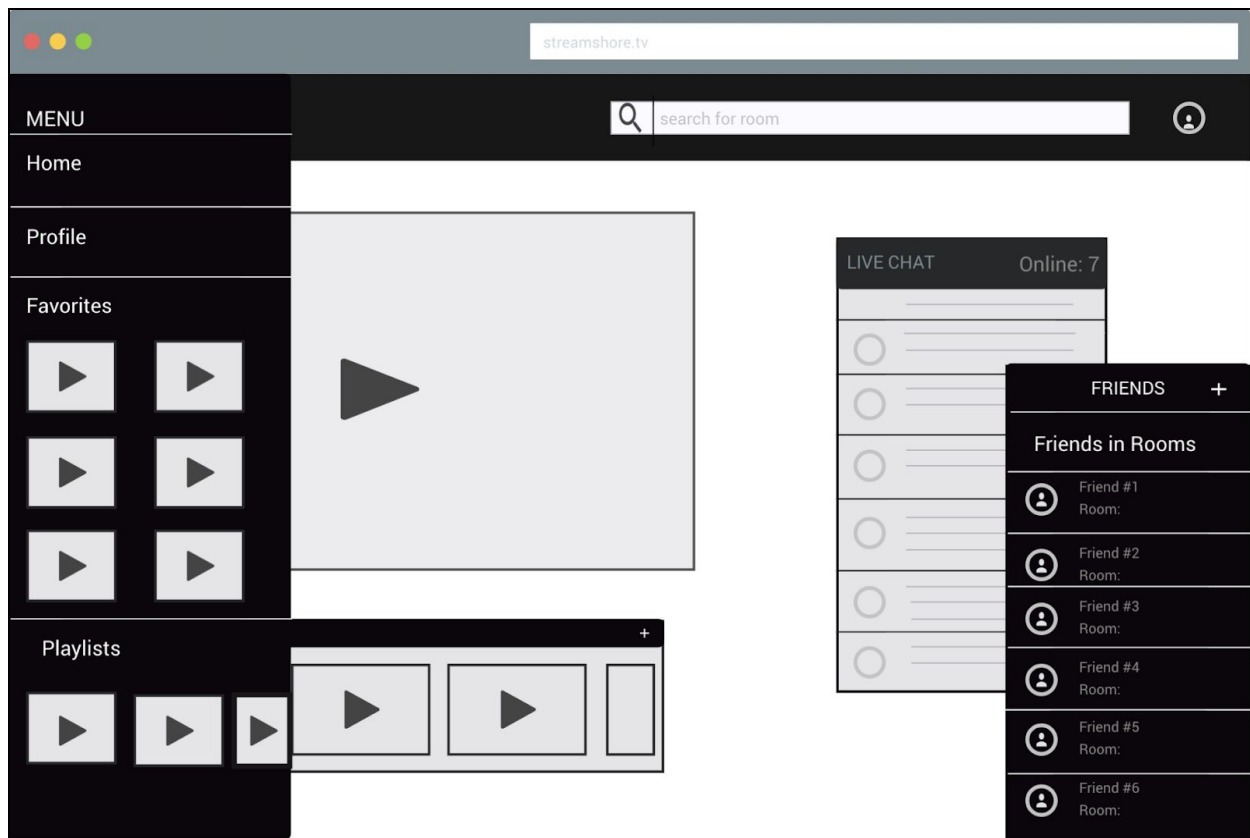 streamshore.tv
search for room
MENU
Home
Profile
Favorites
Playlists
+
LIVE CHAT Online: 7
FRIENDS +
Friends in Rooms
Friend #1
Room:
Friend #2
Room:
Friend #3
Room:
Friend #4
Room:
Friend #5
Room:
Friend #6
Room: